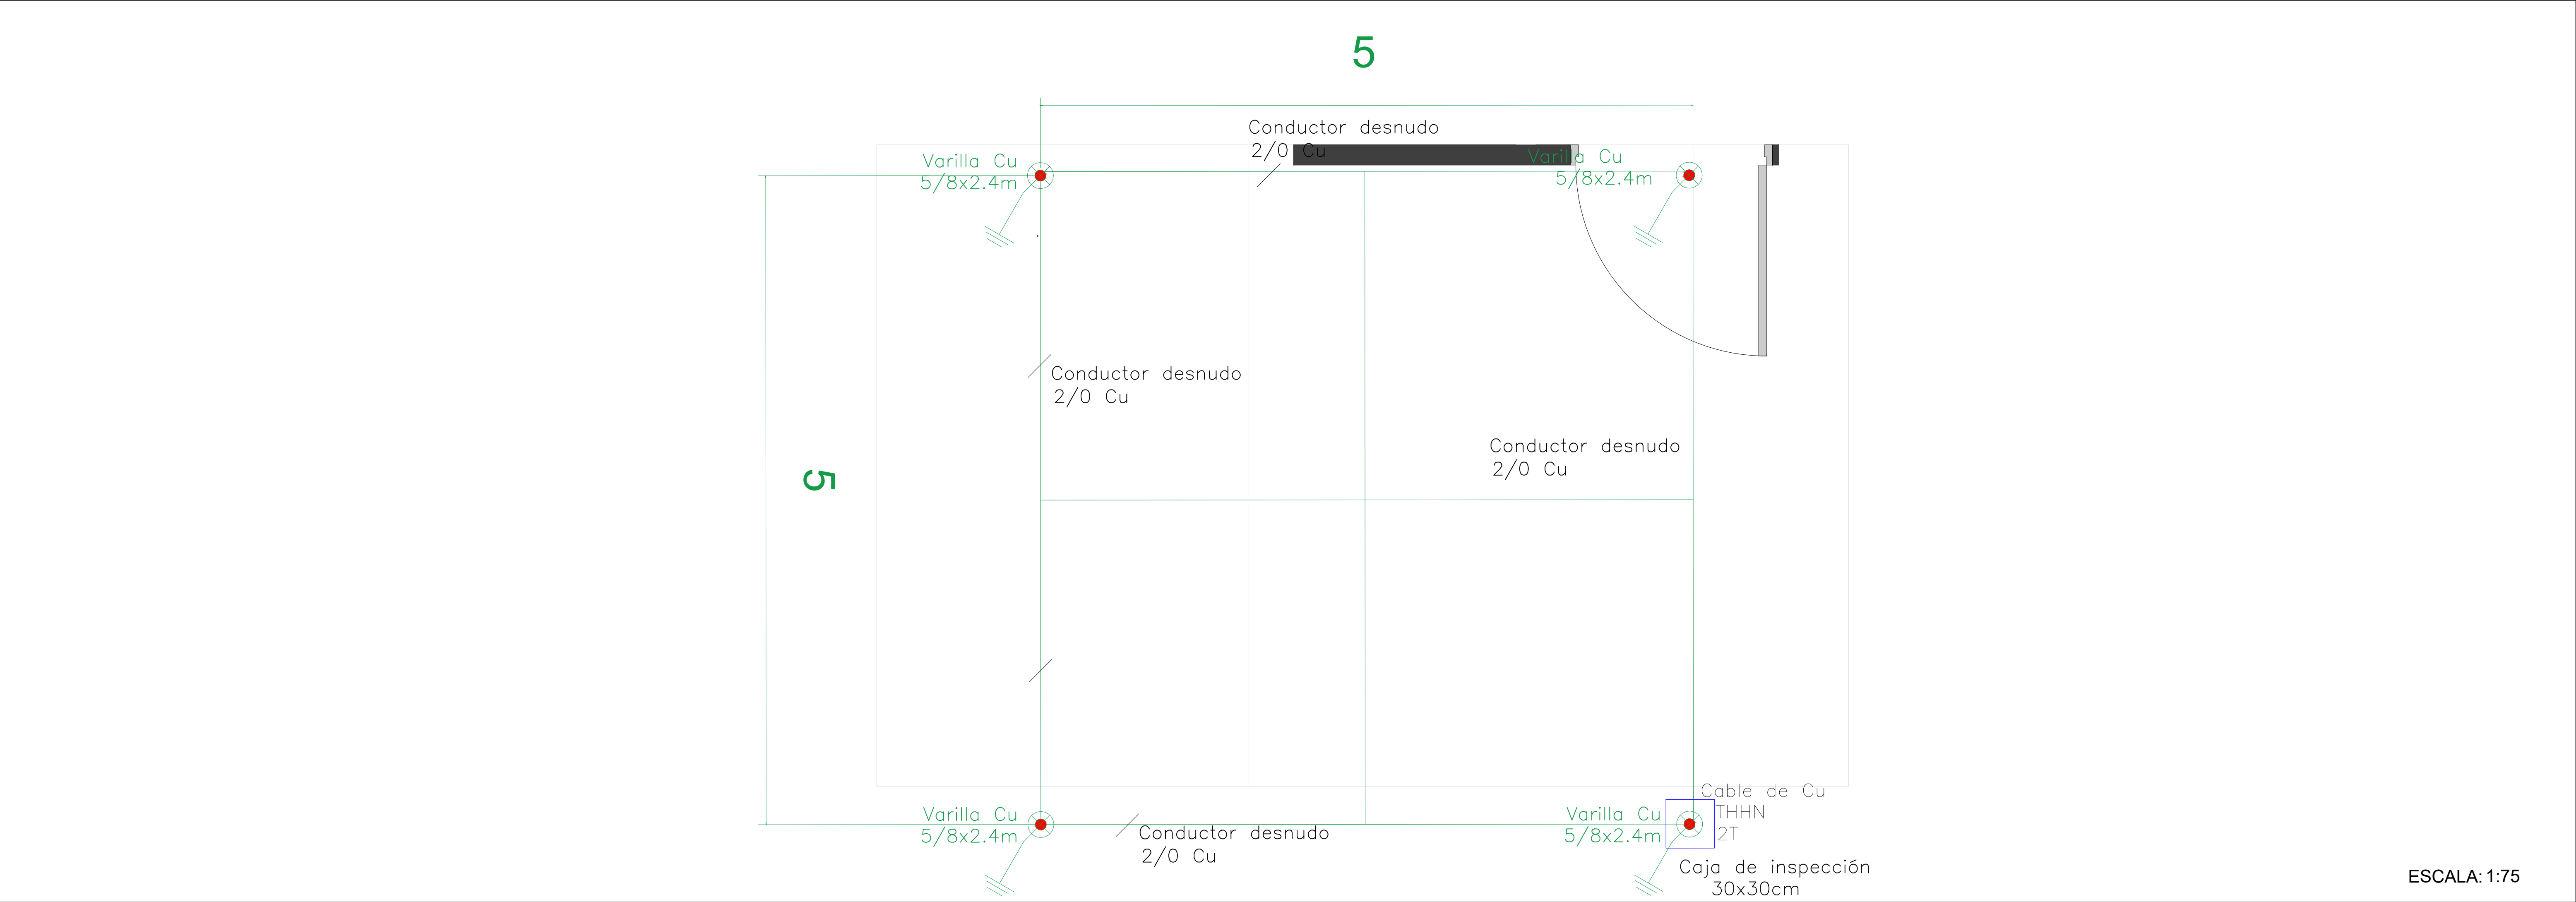 5
Conductor desnudo
2/0 Cu
Varilla Cu
5/8x2.4m
Varilla Cu
5/8x2.4m
Conductor desnudo
2/0 Cu
Conductor desnudo
2/0 Cu
5
Cable de Cu
THHN
2T
Varilla Cu
5/8x2.4m
Conductor desnudo
2/0 Cu
Varilla Cu
5/8x2.4m
Caja de inspección
30x30cm
ESCALA: 1:75